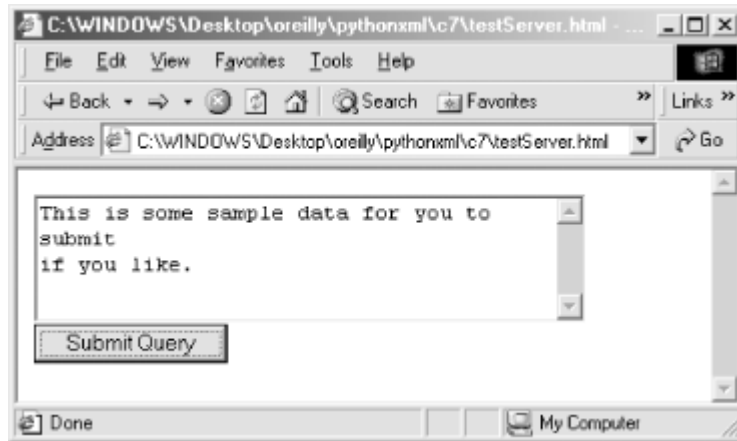 C:\WINDOWS\Desktop\oreilly\pythonxml\c7\testServer.html - ...
File Edit View Favorites Tools Help
Back Search Favorites » Links »
Address C:\WINDOWS\Desktop\oreilly\pythonxml\c7\testServer.html Go
This is some sample data for you to
submit
if you like.
Submit Query
Done My Computer